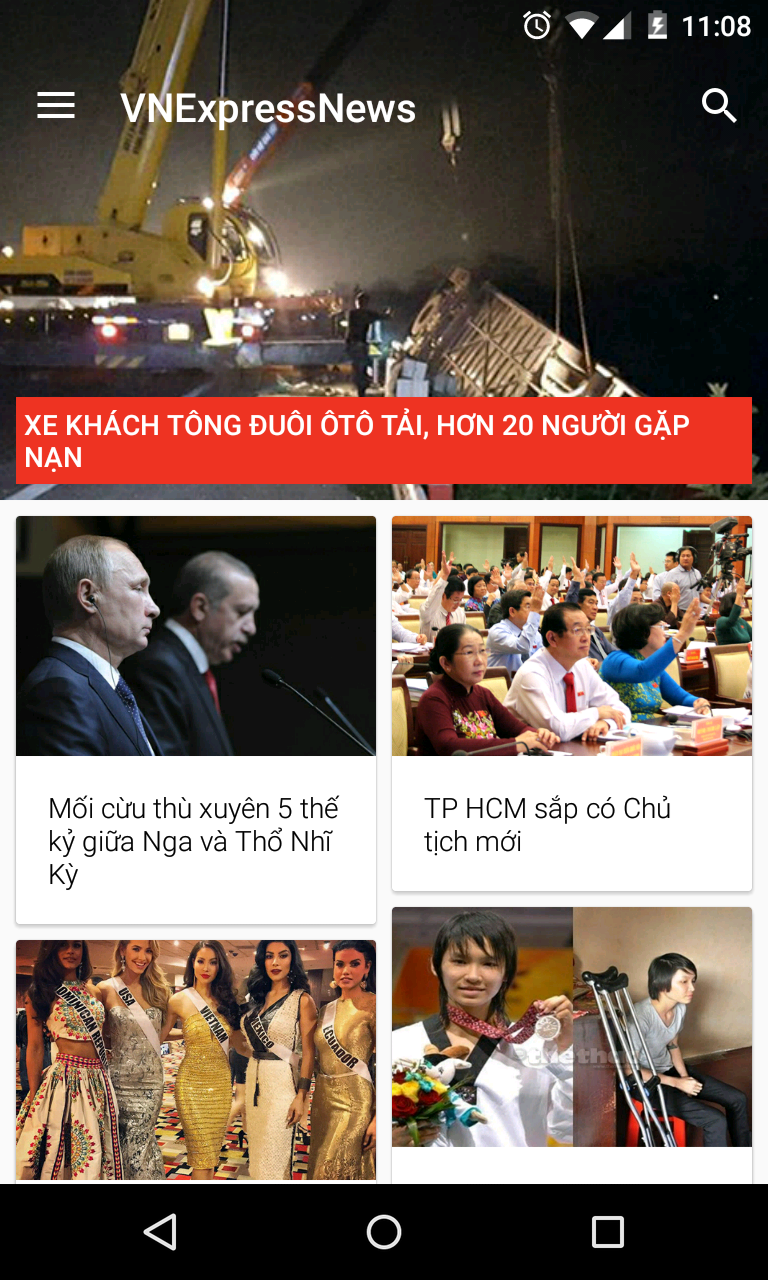 11:08
VNExpressNews
XE KHÁCH TÔNG ĐUÔI ÔTÔ TẢI, HƠN 20 NGƯỜI GẶP
NẠN
Mối cừu thù xuyên 5 thế
kỷ giữa Nga và Thổ Nhĩ
Kỳ
TP HCM sắp có Chủ
tịch mới
USA
VIETNAM
MEXICO
ECUADOR